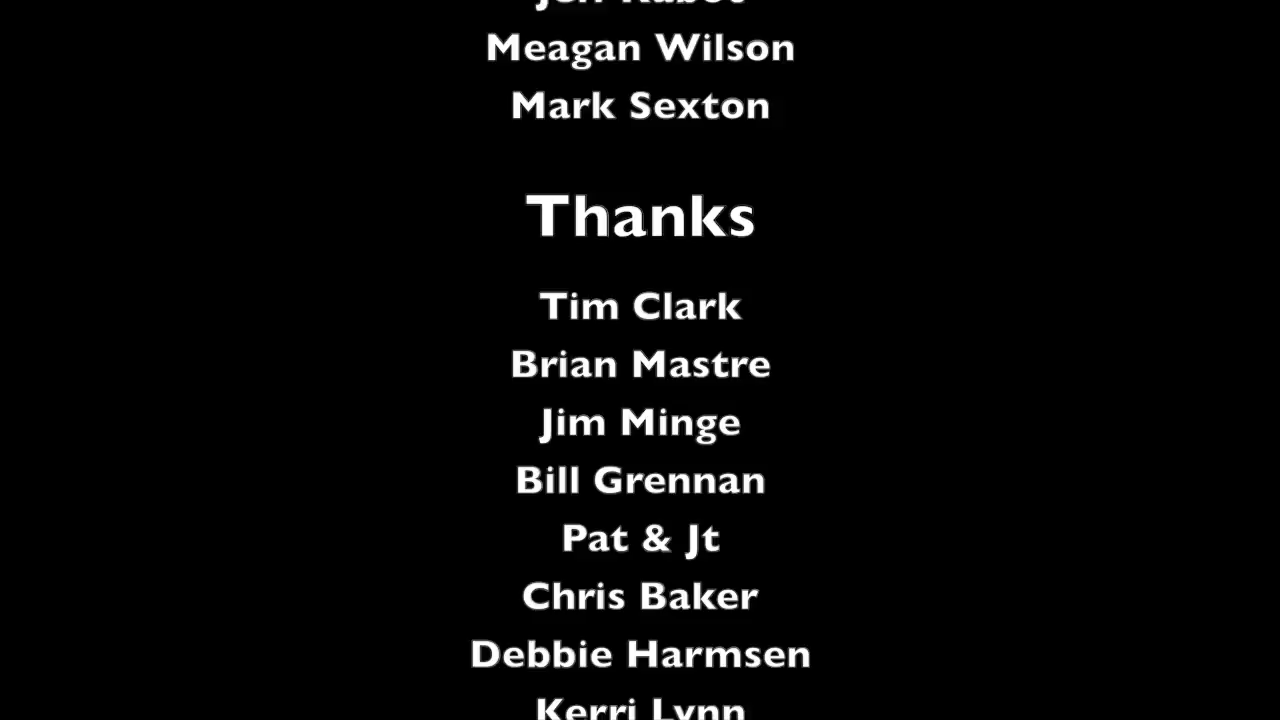 Meagan Wilson
Mark Sexton
Thanks
Tim Clark
Brian Mastre
Jim Minge
Bill Grennan
Pat & Jt
Chris Baker
Debbie Harmsen
Kerri Lynn